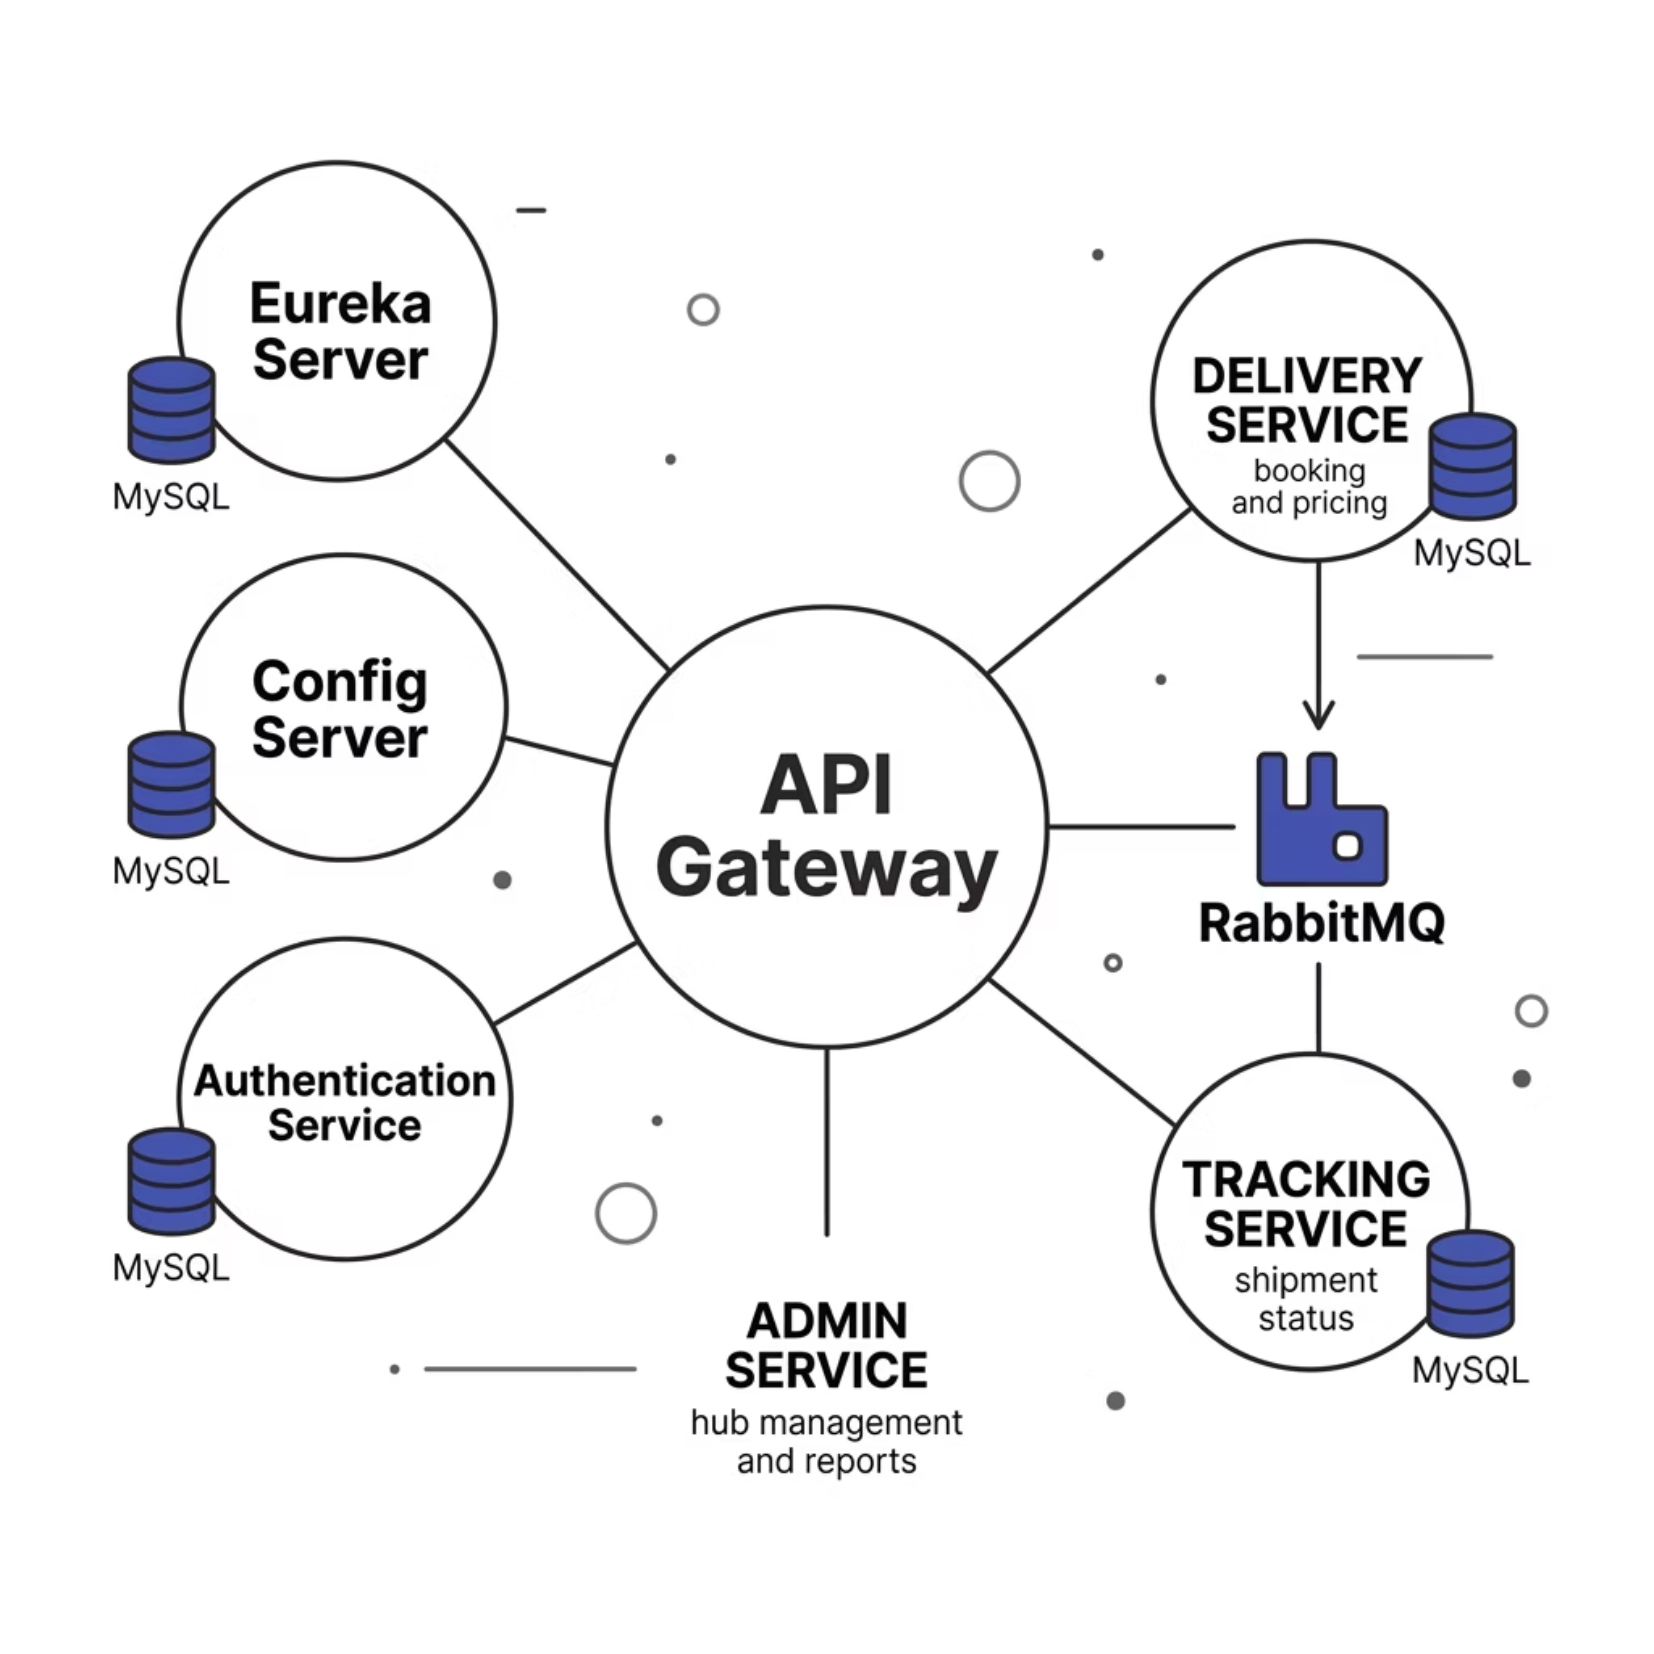 Eureka
Server
MySQL
Config
Server
MySQL
Authentication
Service
MySQL
API
Gateway
ADMIN
SERVICE
hub management
and reports
DELIVERY
SERVICE
booking
and pricing
MySQL
RabbitMQ
TRACKING
SERVICE
shipment
status
MySQL